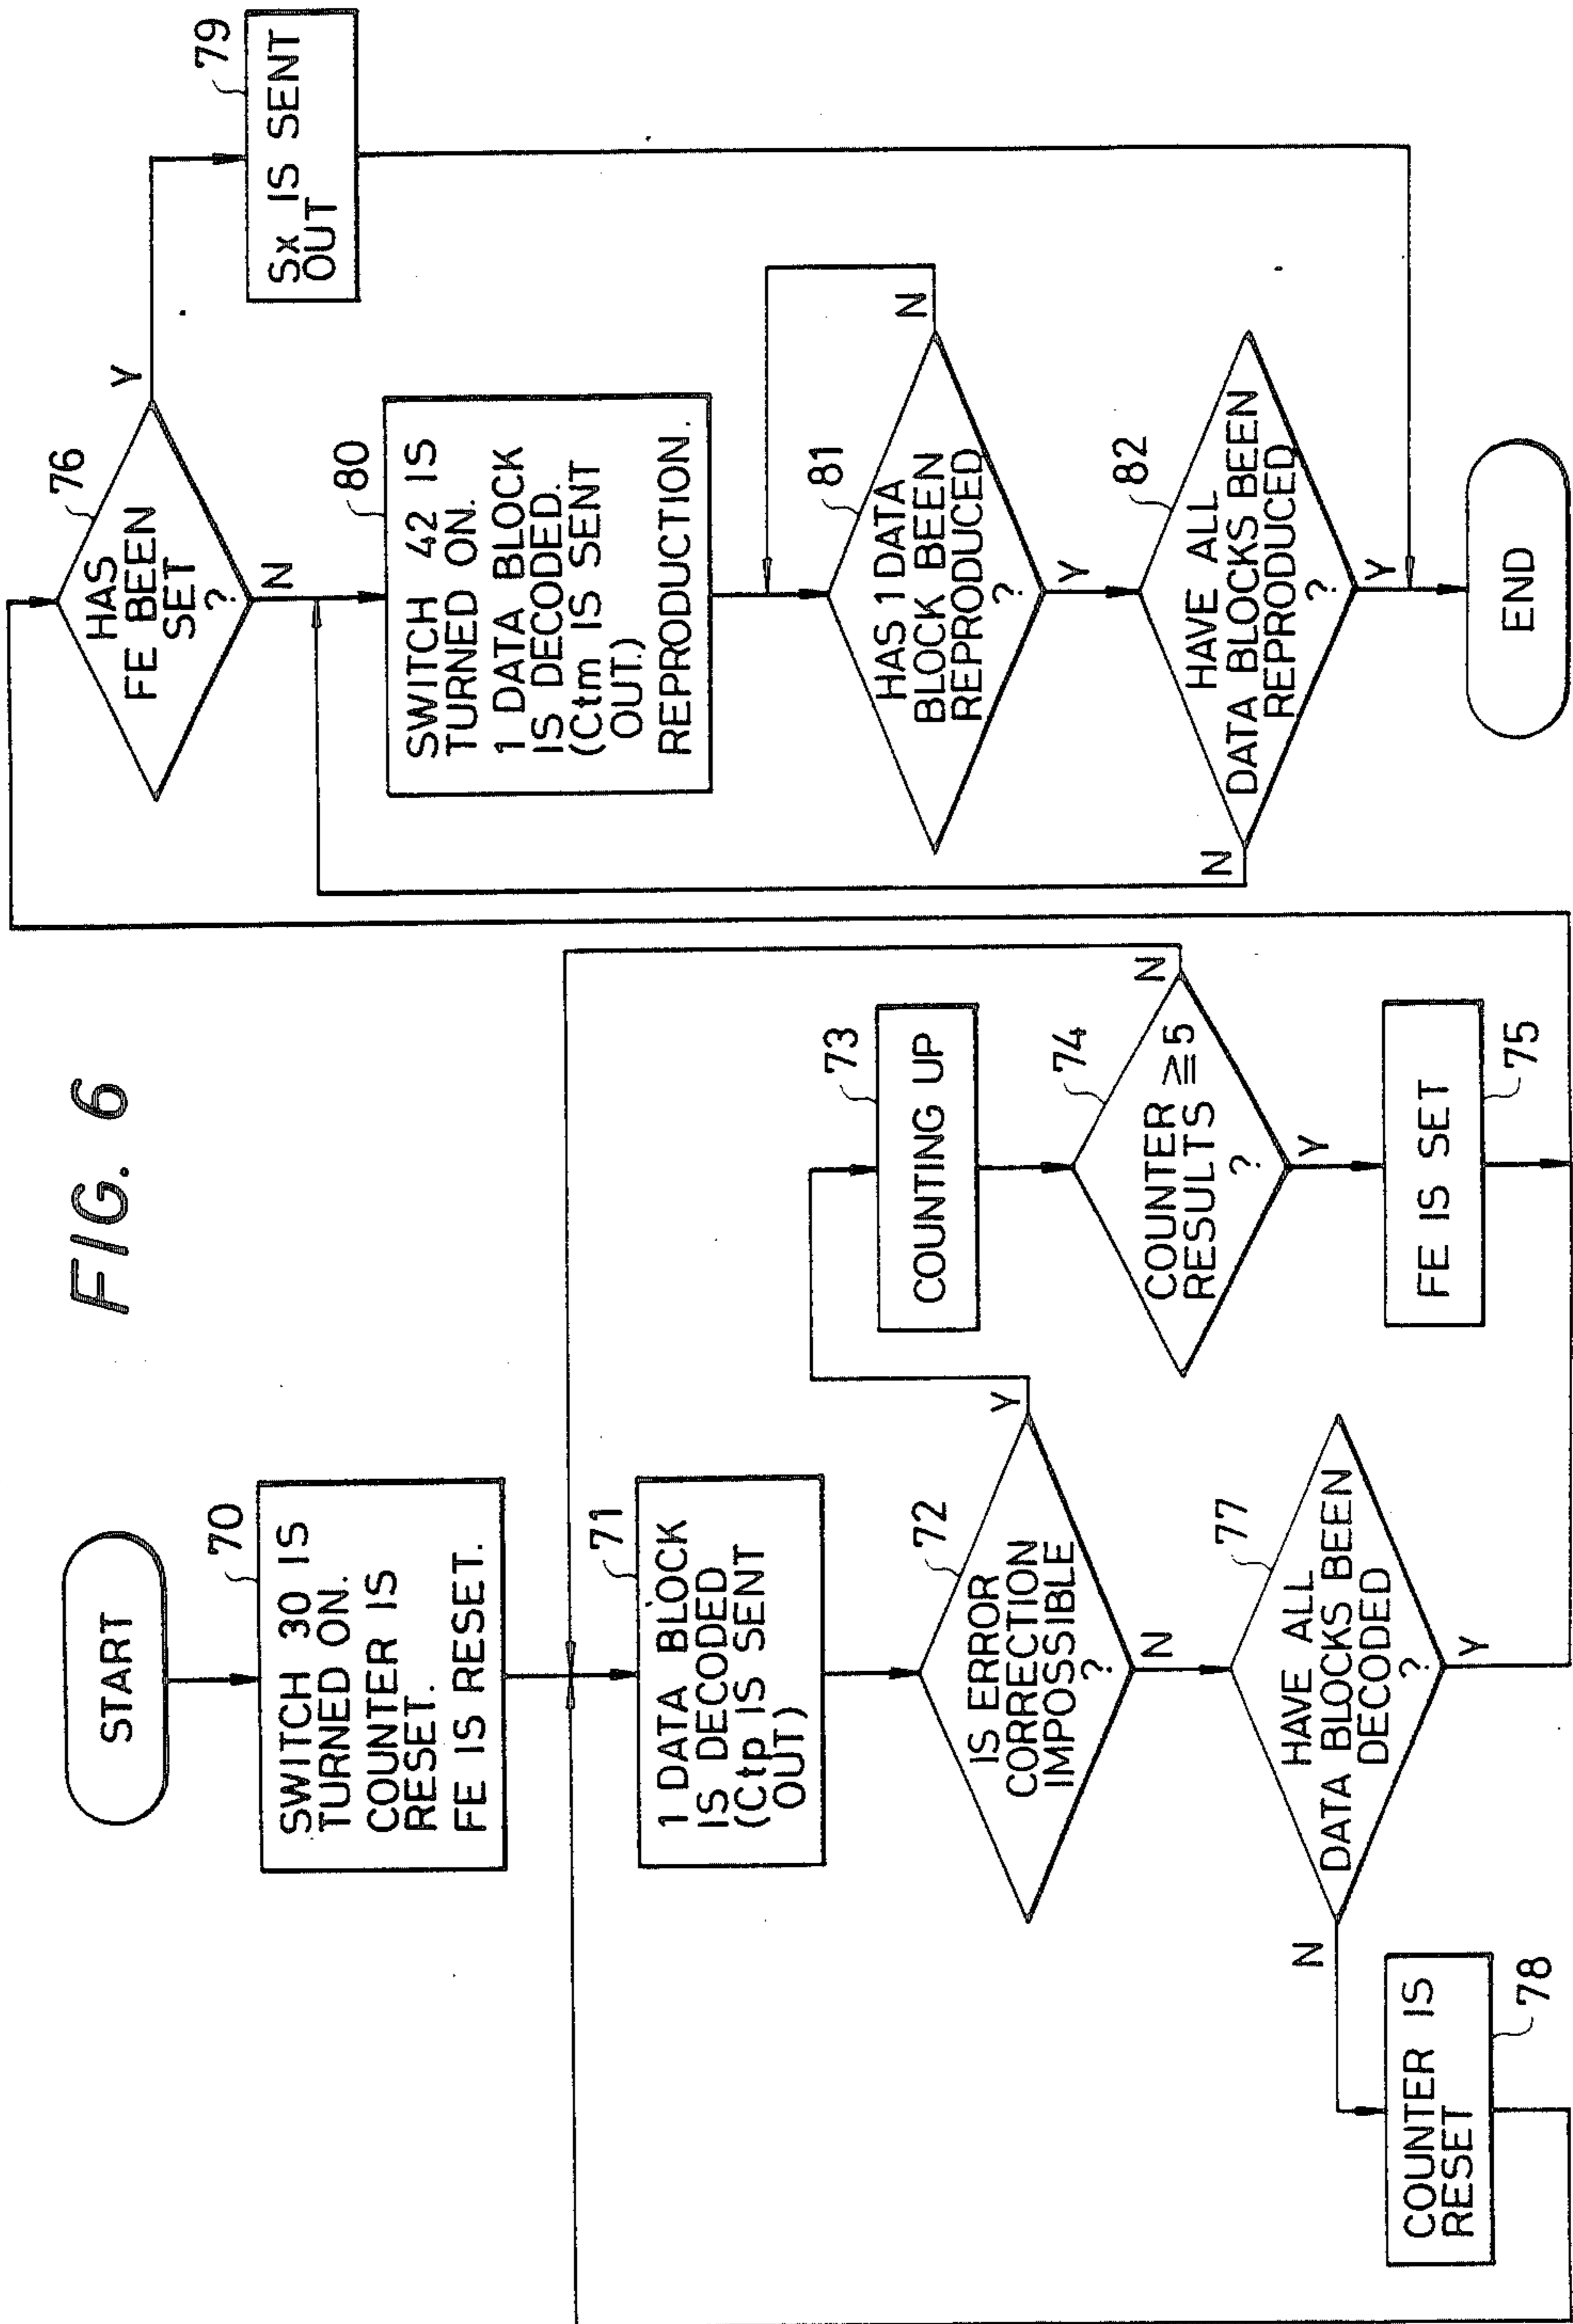 FIG. 6
START
70
SWITCH 30 IS
TURNED ON.
COUNTER IS
RESET.
FE IS RESET.
71
1 DATA BLOCK
IS DECODED
(Ctp IS SENT
OUT)
72
IS ERROR
CORRECTION
IMPOSSIBLE
?
Y
N
73
COUNTING UP
74
COUNTER
RESULTS ≧ 5
?
N
Y
75
FE IS SET
77
HAVE ALL
DATA BLOCKS BEEN
DECODED
?
N
Y
78
COUNTER IS
RESET
76
HAS
FE BEEN
SET
?
Y
N
79
Sx IS SENT
OUT
80
SWITCH 42 IS
TURNED ON.
1 DATA BLOCK
IS DECODED.
(Ctm IS SENT
OUT.)
REPRODUCTION.
81
HAS 1 DATA
BLOCK BEEN
REPRODUCED
?
N
Y
82
HAVE ALL
DATA BLOCKS BEEN
REPRODUCED
?
N
Y
END